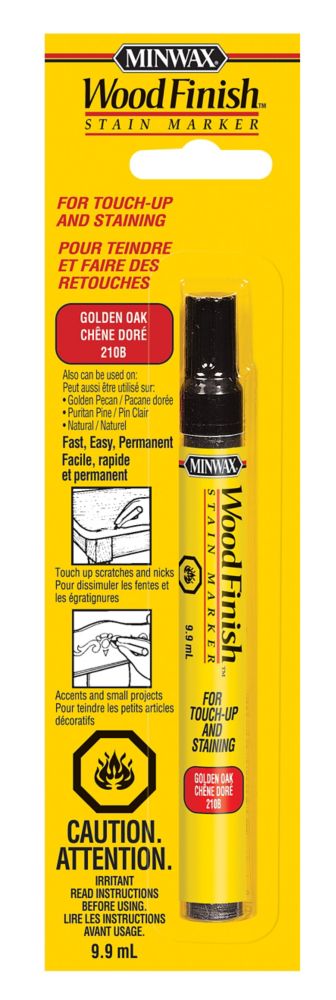 MINWAX®
Wood Finish™
STAIN MARKER
FOR TOUCH-UP
AND STAINING
POUR TEINDRE
ET FAIRE DES
RETOUCHES
GOLDEN OAK
CHÊNE DORÉ
210B
Also can be used on:
Peut aussi être utilisé sur:
• Golden Pecan / Pacane dorée
• Puritan Pine / Pin Clair
• Natural / Naturel
Fast, Easy, Permanent
Facile, rapide
et permanent
Touch up scratches and nicks
Pour dissimuler les fentes et
les égratignures
Accents and small projects
Pour teindre les petits articles
décoratifs
CAUTION.
ATTENTION.
IRRITANT
READ INSTRUCTIONS
BEFORE USING.
LIRE LES INSTRUCTIONS
AVANT USAGE.
9.9 mL
MINWAX®
Wood Finish™
STAIN MARKER
9.9 mL
FOR
TOUCH-UP
AND
STAINING
GOLDEN OAK
CHÊNE DORÉ
210B